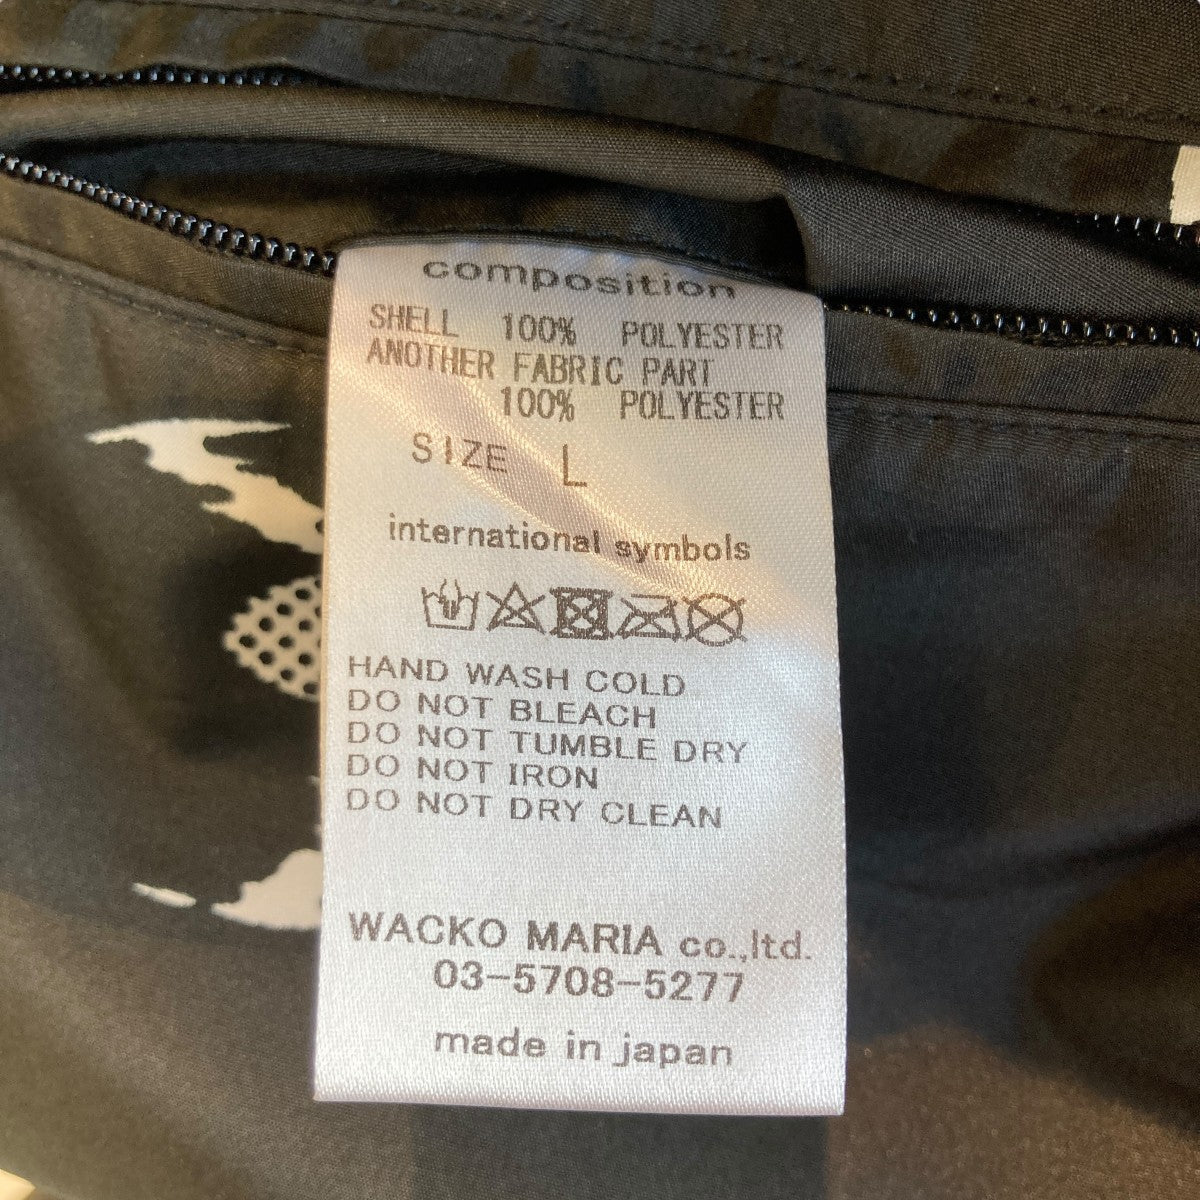 composition
SHELL 100% POLYESTER
ANOTHER FABRIC PART
100% POLYESTER
SIZE L
international symbols
HAND WASH COLD
DO NOT BLEACH
DO NOT TUMBLE DRY
DO NOT IRON
DO NOT DRY CLEAN
WACKO MARIA co.,ltd.
03-5708-5277
made in japan